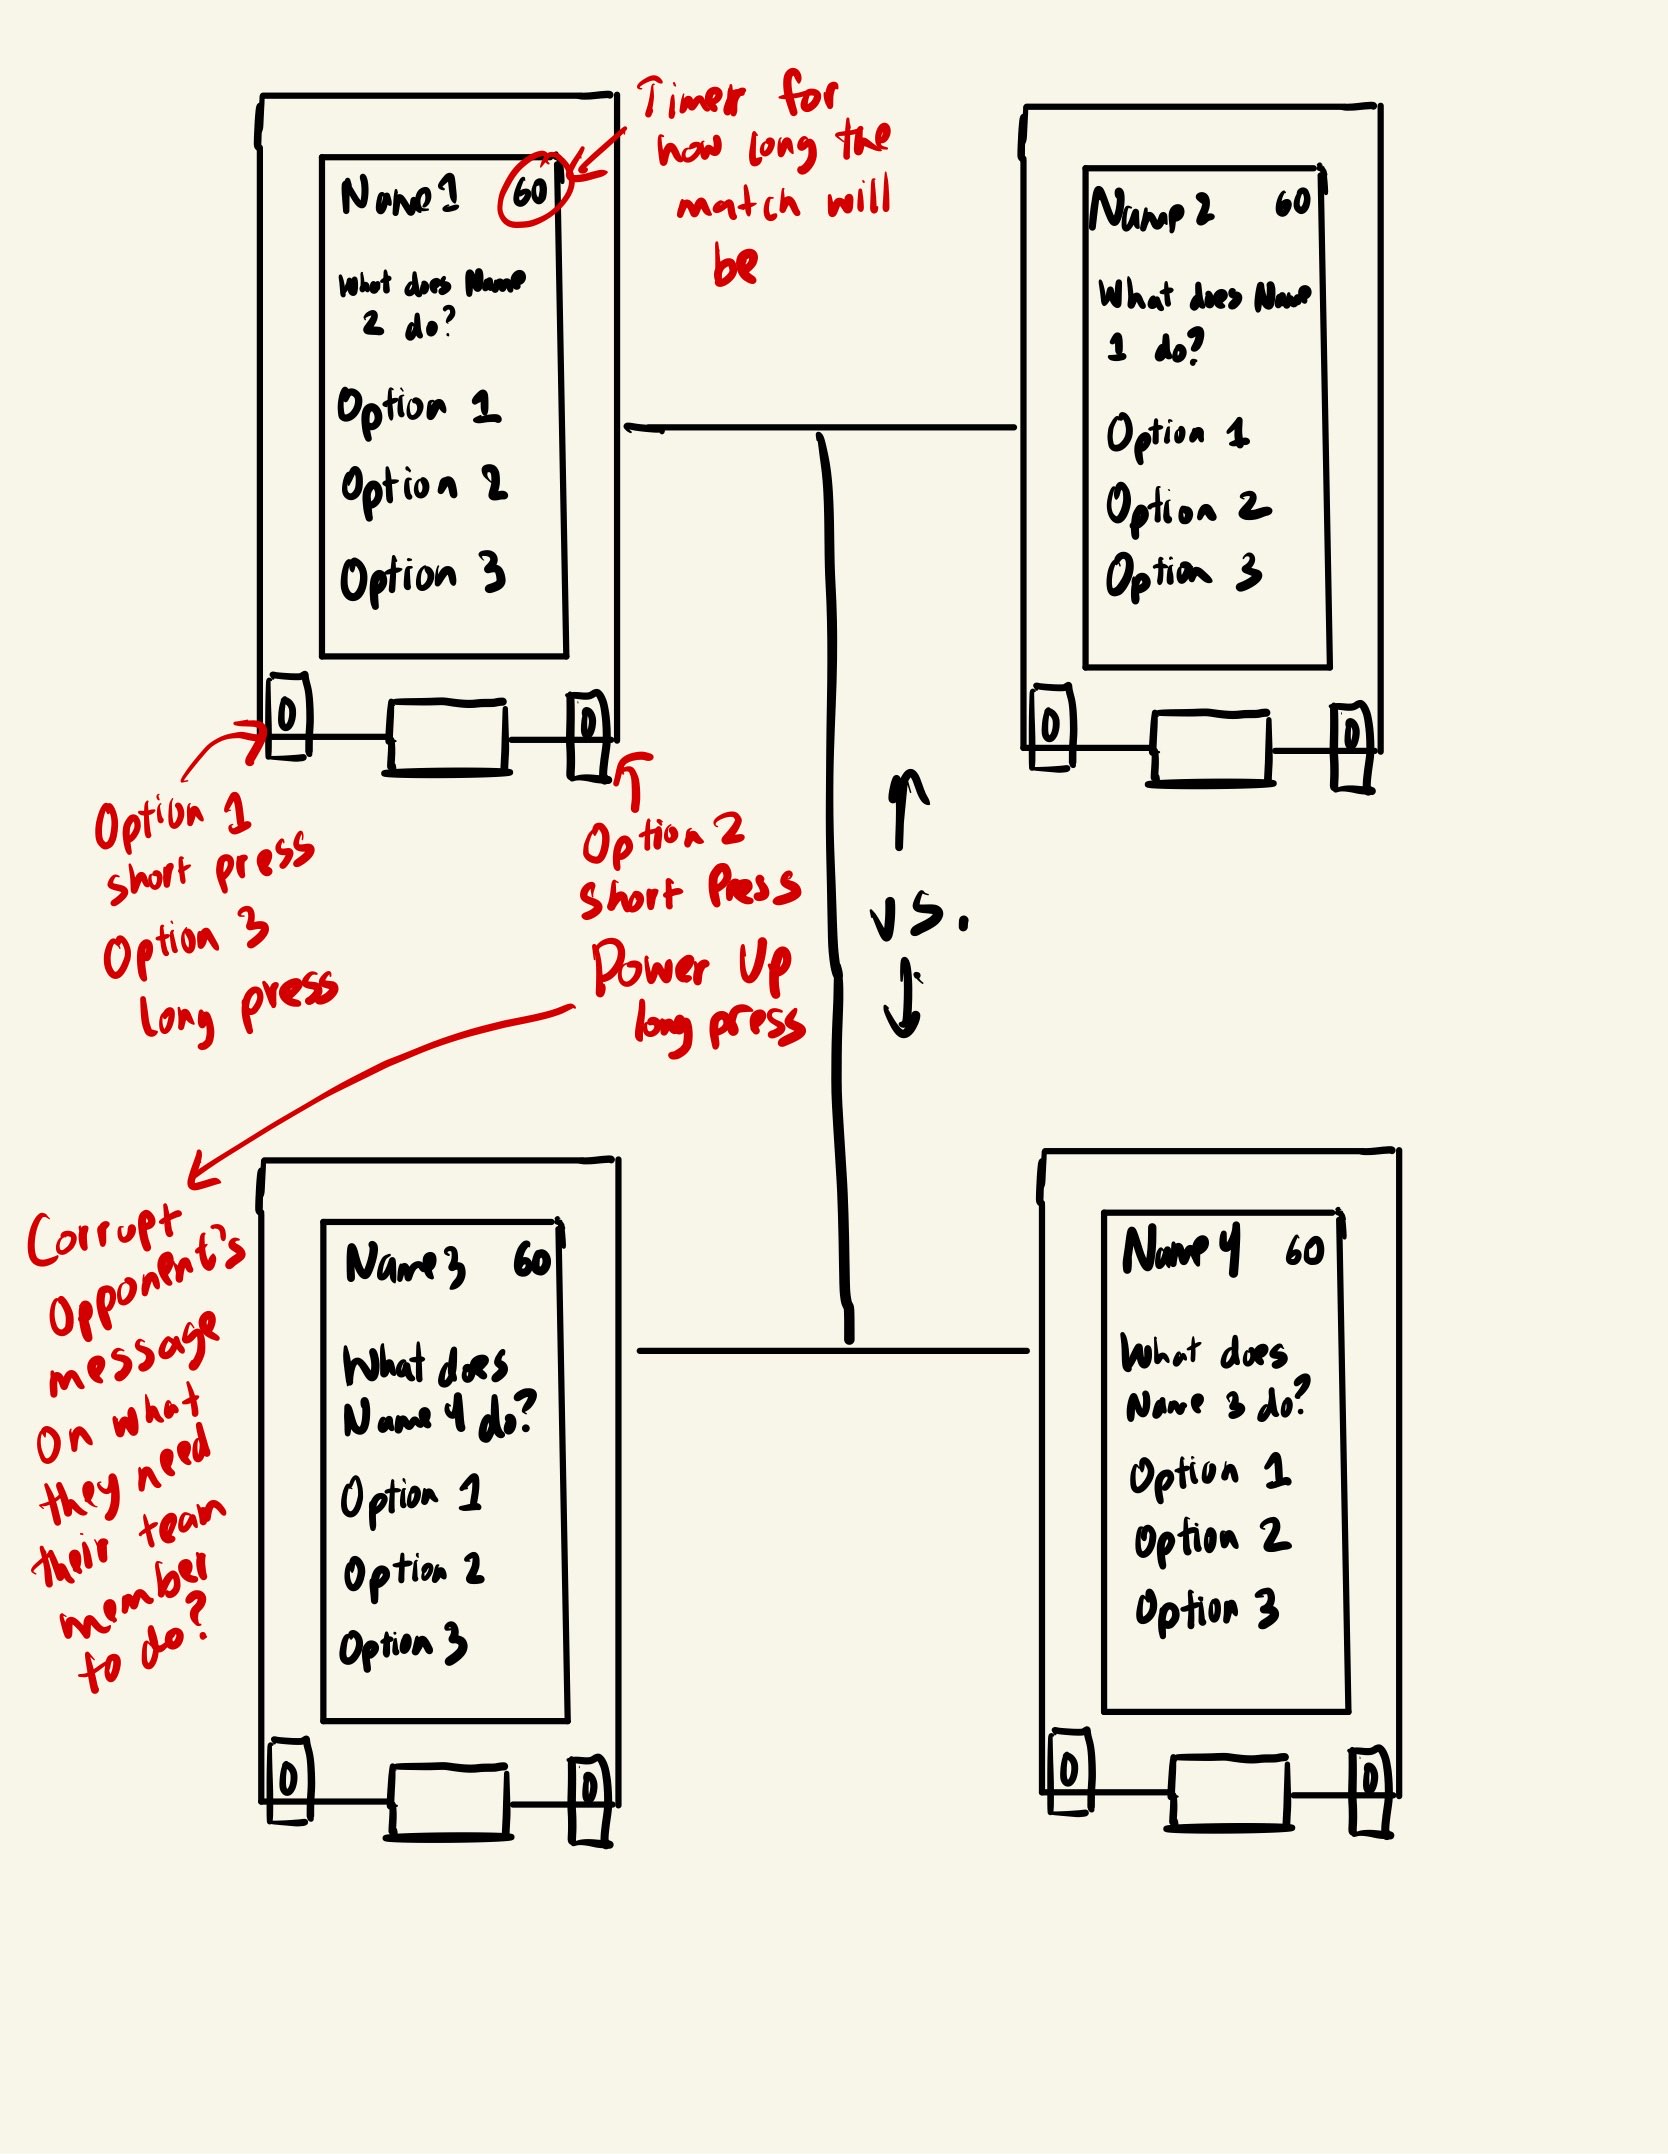 Timer for
how long the
match will
be
Name 1 60
What does Name
2 do?
Option 1
Option 2
Option 3
0 0
Name 2 60
What does Name
1 do?
Option 1
Option 2
Option 3
0 0
Option 1
short press
Option 3
long press
Option 2
short Press
Power Up
long press
vs.
Corrupt
Opponent's
message
on what
they need
their team
member
to do?
Name 3 60
What does
Name 4 do?
Option 1
Option 2
Option 3
0 0
Name 4 60
What does
Name 3 do?
Option 1
Option 2
Option 3
0 0